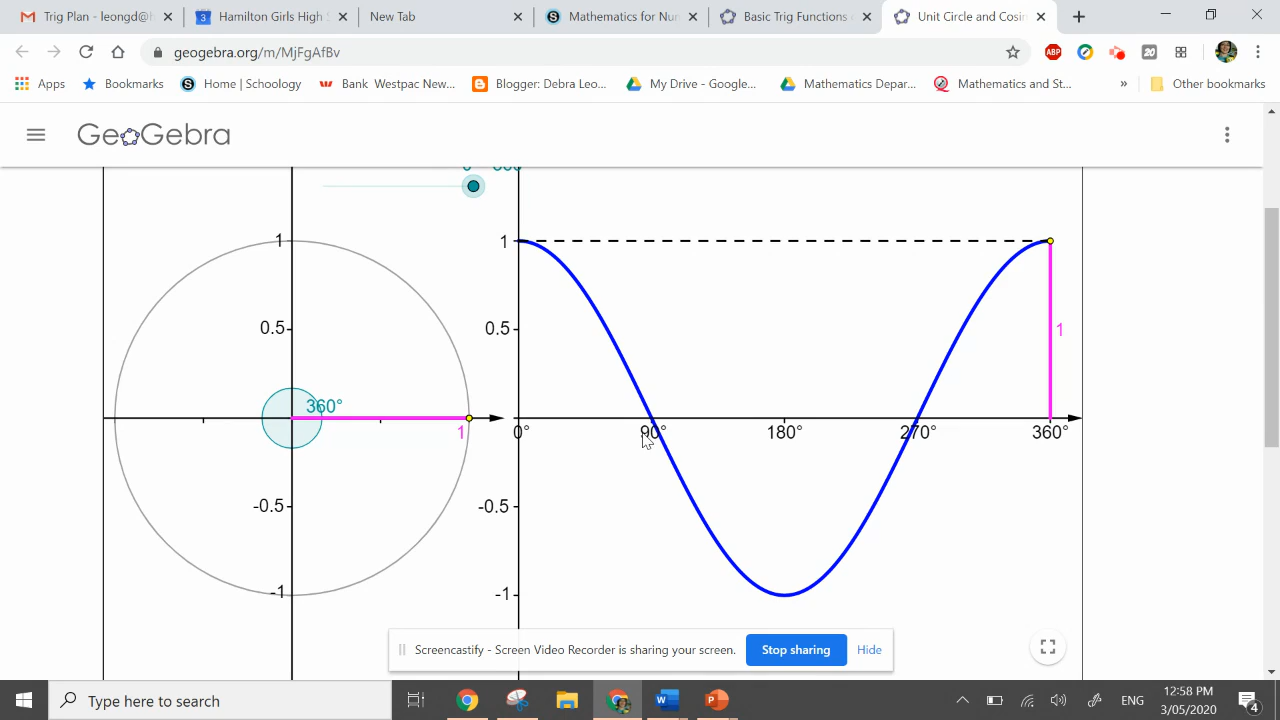 Trig Plan - leongd@h
Hamilton Girls High S
New Tab
Mathematics for Nur
Basic Trig Functions o
Unit Circle and Cosin
geogebra.org/m/MjFgAfBv
ABP
20
Apps
Bookmarks
Home | Schoology
Bank Westpac New...
Blogger: Debra Leo...
My Drive - Google...
Mathematics Depar...
Mathematics and St...
»
Other bookmarks
GeoGebra
1
0.5
360°
1
-0.5
-1
1
0.5
1
0°
90°
180°
270°
360°
-0.5
-1
Screencastify - Screen Video Recorder is sharing your screen.
Stop sharing
Hide
Type here to search
ENG
12:58 PM
3/05/2020
4